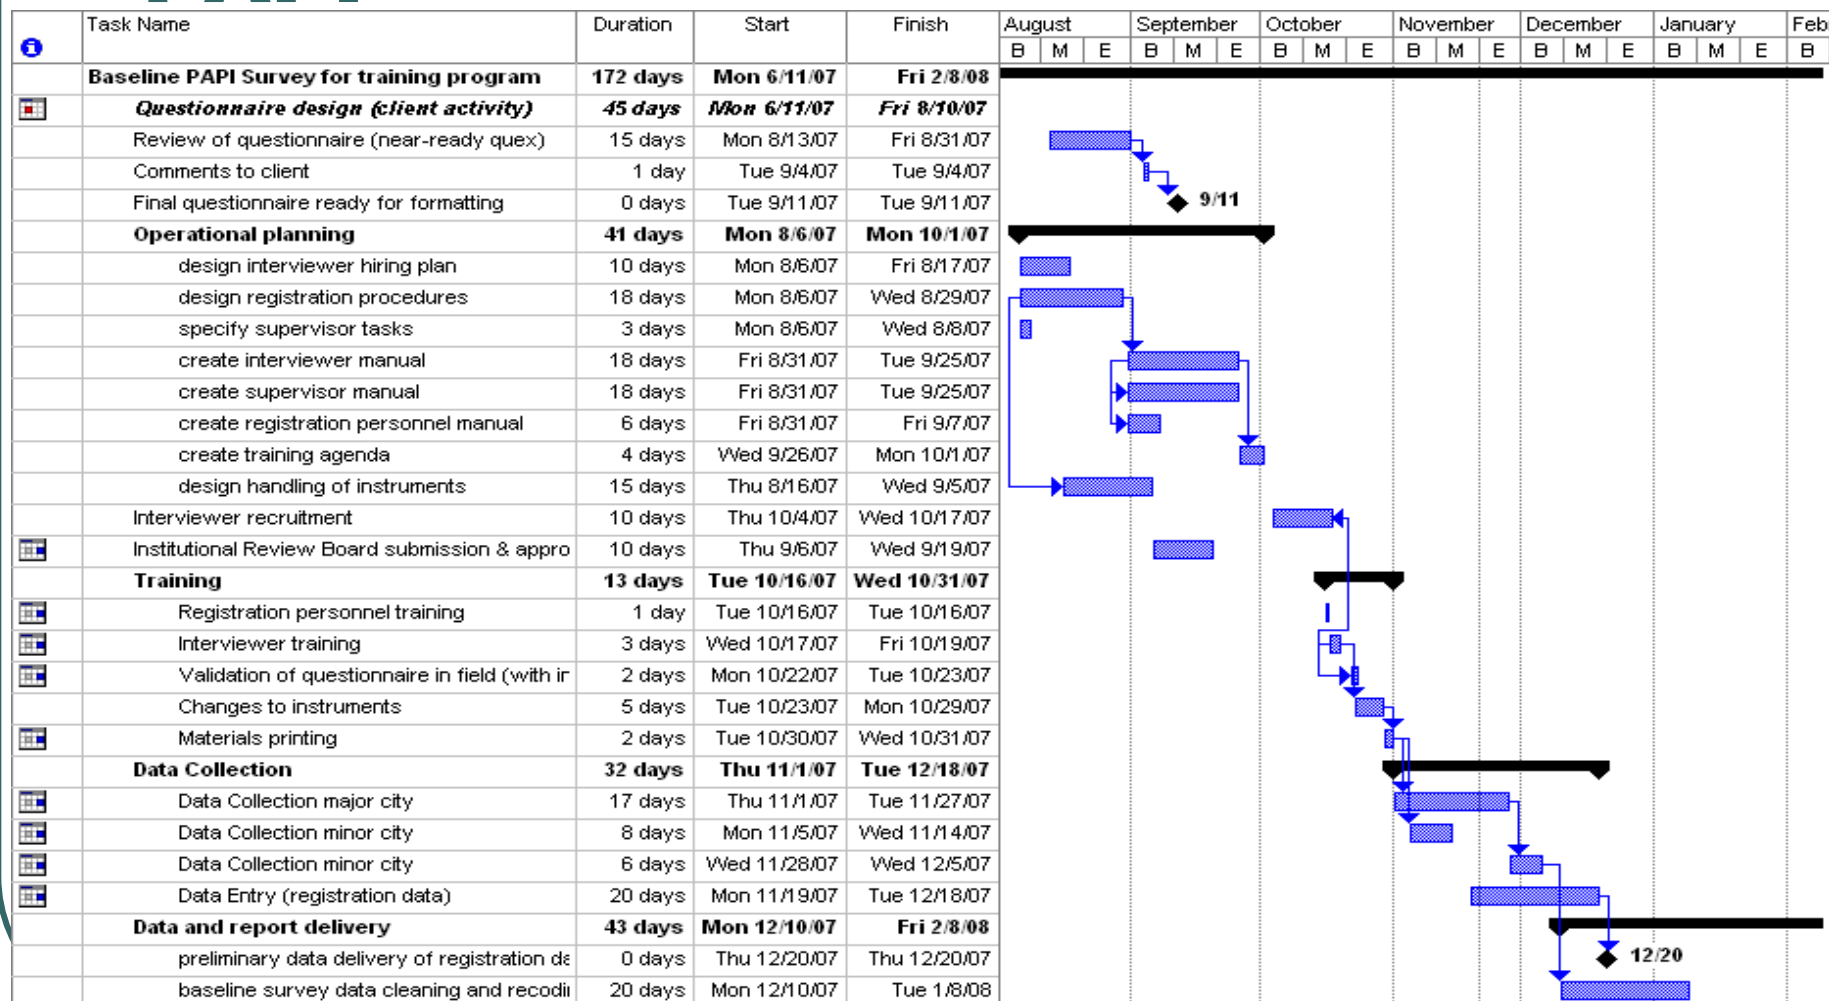 Task Name Duration Start Finish August September October November December January Feb
B M E B M E B M E B M E B M E B M E B
Baseline PAPI Survey for training program 172 days Mon 6/11/07 Fri 2/8/08
Questionnaire design (client activity) 45 days Mon 6/11/07 Fri 8/10/07
Review of questionnaire (near-ready quex) 15 days Mon 8/13/07 Fri 8/31/07
Comments to client 1 day Tue 9/4/07 Tue 9/4/07
Final questionnaire ready for formatting 0 days Tue 9/11/07 Tue 9/11/07 9/11
Operational planning 41 days Mon 8/6/07 Mon 10/1/07
design interviewer hiring plan 10 days Mon 8/6/07 Fri 8/17/07
design registration procedures 18 days Mon 8/6/07 Wed 8/29/07
specify supervisor tasks 3 days Mon 8/6/07 Wed 8/8/07
create interviewer manual 18 days Fri 8/31/07 Tue 9/25/07
create supervisor manual 18 days Fri 8/31/07 Tue 9/25/07
create registration personnel manual 6 days Fri 8/31/07 Fri 9/7/07
create training agenda 4 days Wed 9/26/07 Mon 10/1/07
design handling of instruments 15 days Thu 8/16/07 Wed 9/5/07
Interviewer recruitment 10 days Thu 10/4/07 Wed 10/17/07
Institutional Review Board submission & appro 10 days Thu 9/6/07 Wed 9/19/07
Training 13 days Tue 10/16/07 Wed 10/31/07
Registration personnel training 1 day Tue 10/16/07 Tue 10/16/07
Interviewer training 3 days Wed 10/17/07 Fri 10/19/07
Validation of questionnaire in field (with ir 2 days Mon 10/22/07 Tue 10/23/07
Changes to instruments 5 days Tue 10/23/07 Mon 10/29/07
Materials printing 2 days Tue 10/30/07 Wed 10/31/07
Data Collection 32 days Thu 11/1/07 Tue 12/18/07
Data Collection major city 17 days Thu 11/1/07 Tue 11/27/07
Data Collection minor city 8 days Mon 11/5/07 Wed 11/14/07
Data Collection minor city 6 days Wed 11/28/07 Wed 12/5/07
Data Entry (registration data) 20 days Mon 11/19/07 Tue 12/18/07
Data and report delivery 43 days Mon 12/10/07 Fri 2/8/08
preliminary data delivery of registration da 0 days Thu 12/20/07 Thu 12/20/07 12/20
baseline survey data cleaning and recodi 20 days Mon 12/10/07 Tue 1/8/08